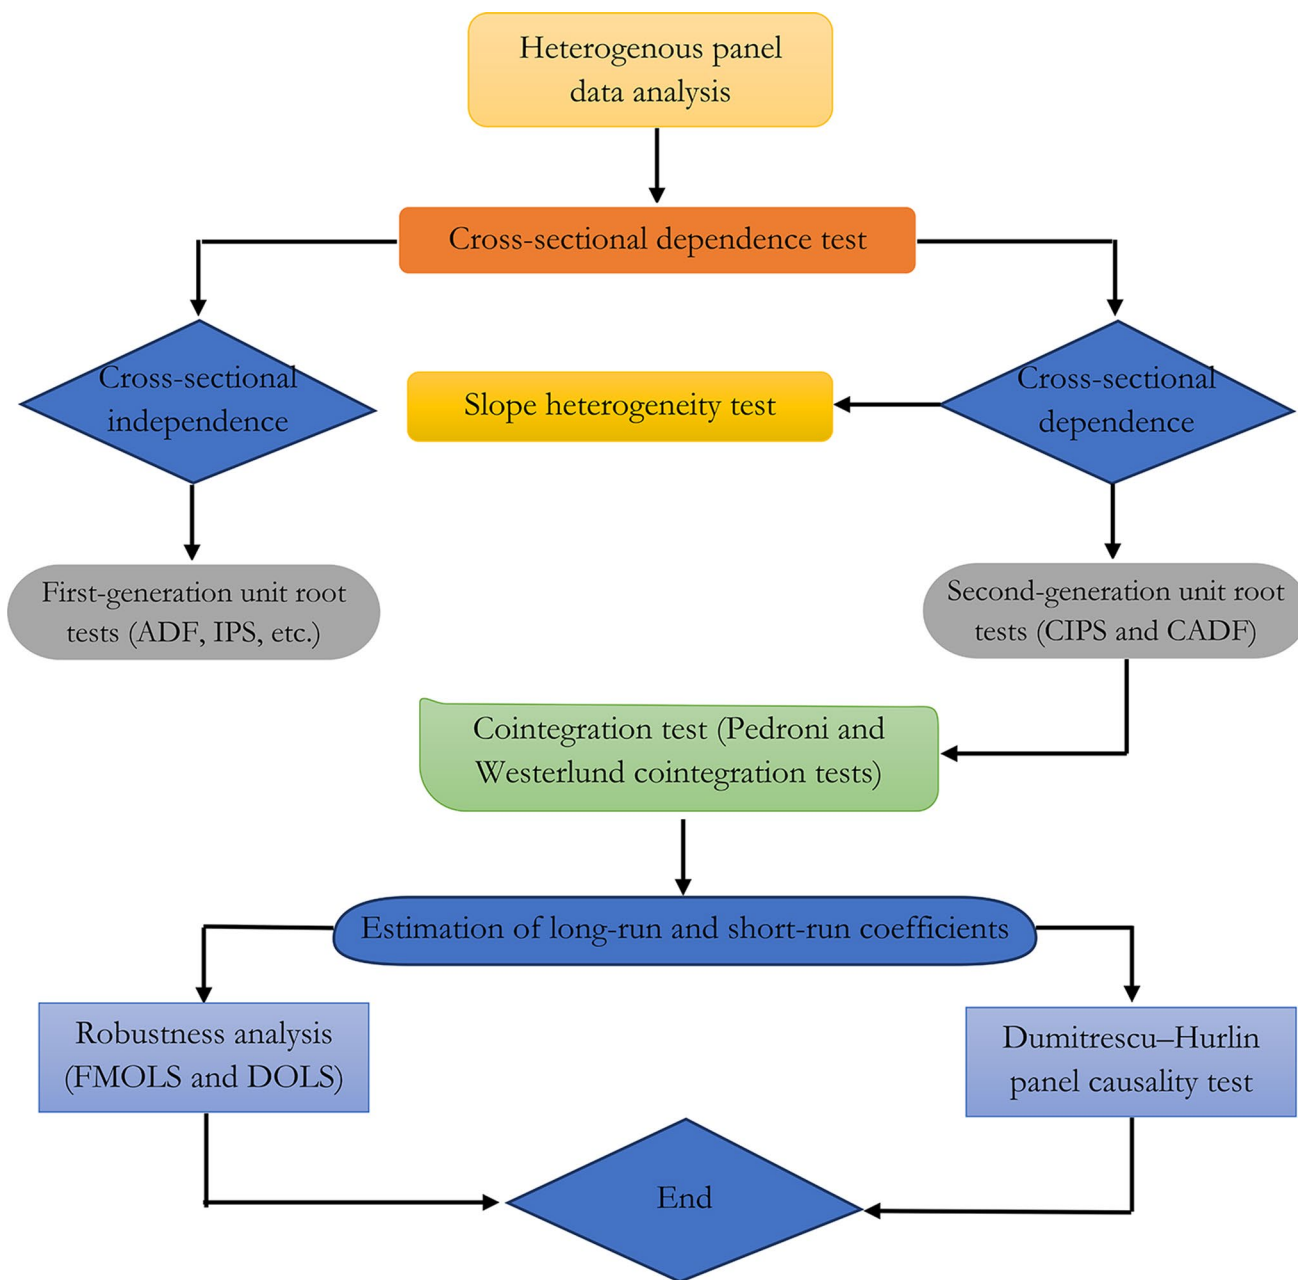 Heterogenous panel
data analysis
Cross-sectional dependence test
Cross-sectional
independence
Slope heterogeneity test
Cross-sectional
dependence
First-generation unit root
tests (ADF, IPS, etc.)
Second-generation unit root
tests (CIPS and CADF)
Cointegration test (Pedroni and
Westerlund cointegration tests)
Estimation of long-run and short-run coefficients
Robustness analysis
(FMOLS and DOLS)
Dumitrescu–Hurlin
panel causality test
End